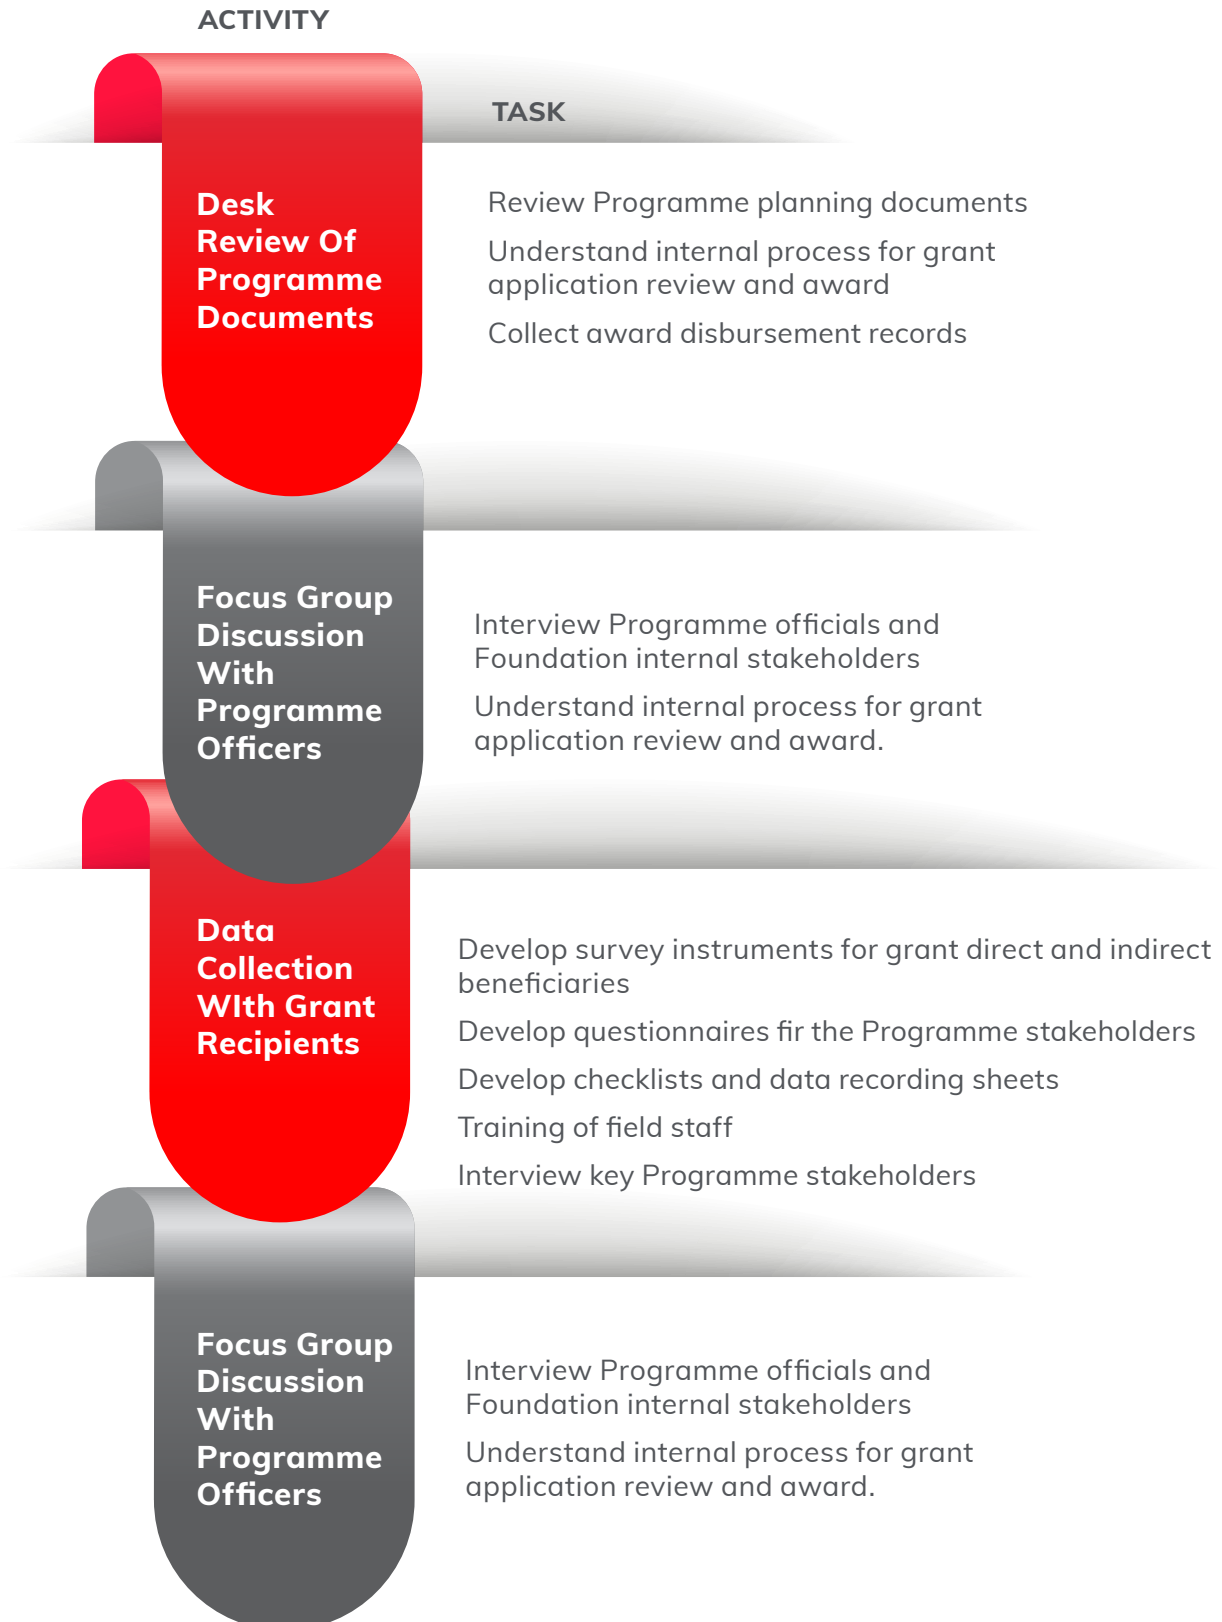 ACTIVITY
TASK
Desk
Review Of
Programme
Documents
Review Programme planning documents
Understand internal process for grant
application review and award
Collect award disbursement records
Focus Group
Discussion
With
Programme
Officers
Interview Programme officials and
Foundation internal stakeholders
Understand internal process for grant
application review and award.
Data
Collection
WIth Grant
Recipients
Develop survey instruments for grant direct and indirect
beneficiaries
Develop questionnaires fir the Programme stakeholders
Develop checklists and data recording sheets
Training of field staff
Interview key Programme stakeholders
Focus Group
Discussion
With
Programme
Officers
Interview Programme officials and
Foundation internal stakeholders
Understand internal process for grant
application review and award.